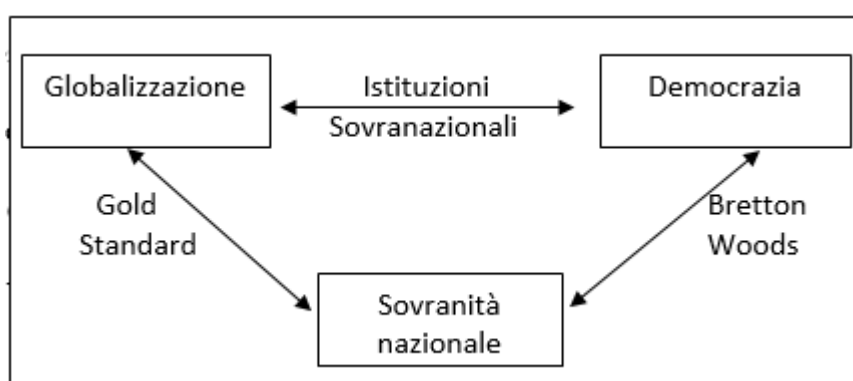 Globalizzazione
Istituzioni
Sovranazionali
Democrazia
Gold
Standard
Bretton
Woods
Sovranità
nazionale